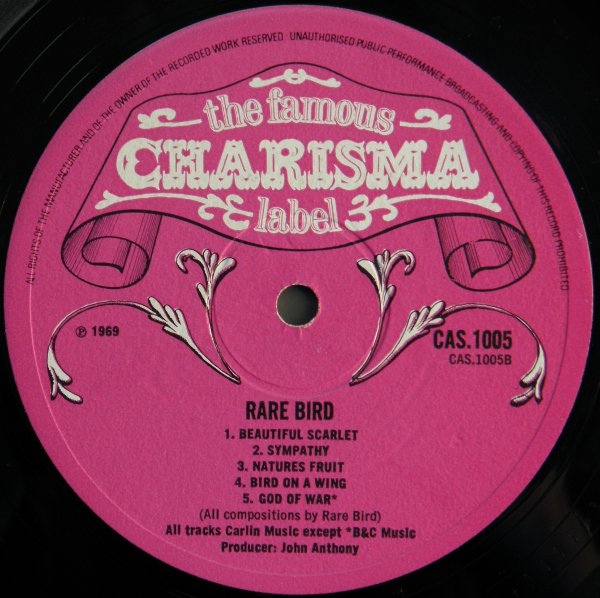 ALL RIGHTS OF THE MANUFACTURER AND OF THE OWNER OF THE RECORDED WORK RESERVED UNAUTHORISED PUBLIC PERFORMANCE BROADCASTING AND COPYING OF THIS RECORD PROHIBITED
the famous
CHARISMA
label
℗ 1969
CAS.1005
CAS.1005B
RARE BIRD
1. BEAUTIFUL SCARLET
2. SYMPATHY
3. NATURES FRUIT
4. BIRD ON A WING
5. GOD OF WAR*
(All compositions by Rare Bird)
All tracks Carlin Music except *B&C Music
Producer: John Anthony